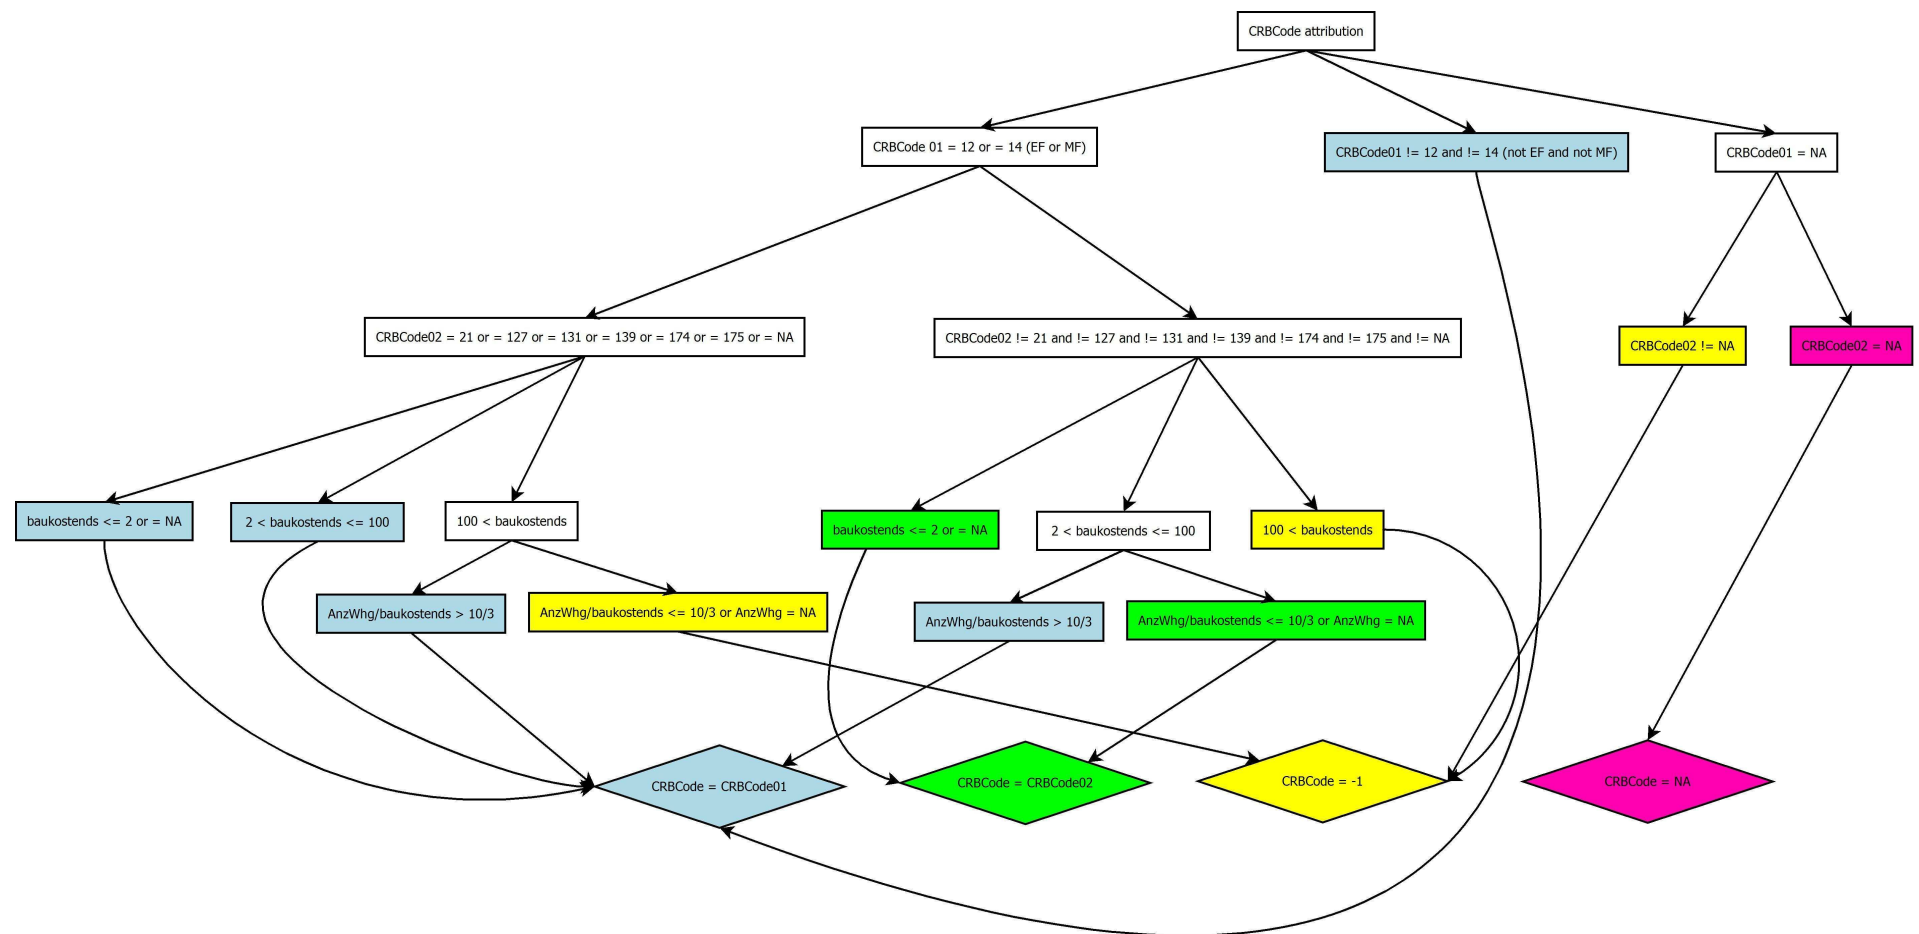 CRBCode attribution
CRBCode 01 = 12 or = 14 (EF or MF)
CRBCode01 != 12 and != 14 (not EF and not MF)
CRBCode01 = NA
CRBCode02 = 21 or = 127 or = 131 or = 139 or = 174 or = 175 or = NA
CRBCode02 != 21 and != 127 and != 131 and != 139 and != 174 and != 175 and != NA
CRBCode02 != NA
CRBCode02 = NA
baukostends <= 2 or = NA
2 < baukostends <= 100
100 < baukostends
baukostends <= 2 or = NA
2 < baukostends <= 100
100 < baukostends
AnzWhg/baukostends > 10/3
AnzWhg/baukostends <= 10/3 or AnzWhg = NA
AnzWhg/baukostends > 10/3
AnzWhg/baukostends <= 10/3 or AnzWhg = NA
CRBCode = CRBCode01
CRBCode = CRBCode02
CRBCode = -1
CRBCode = NA